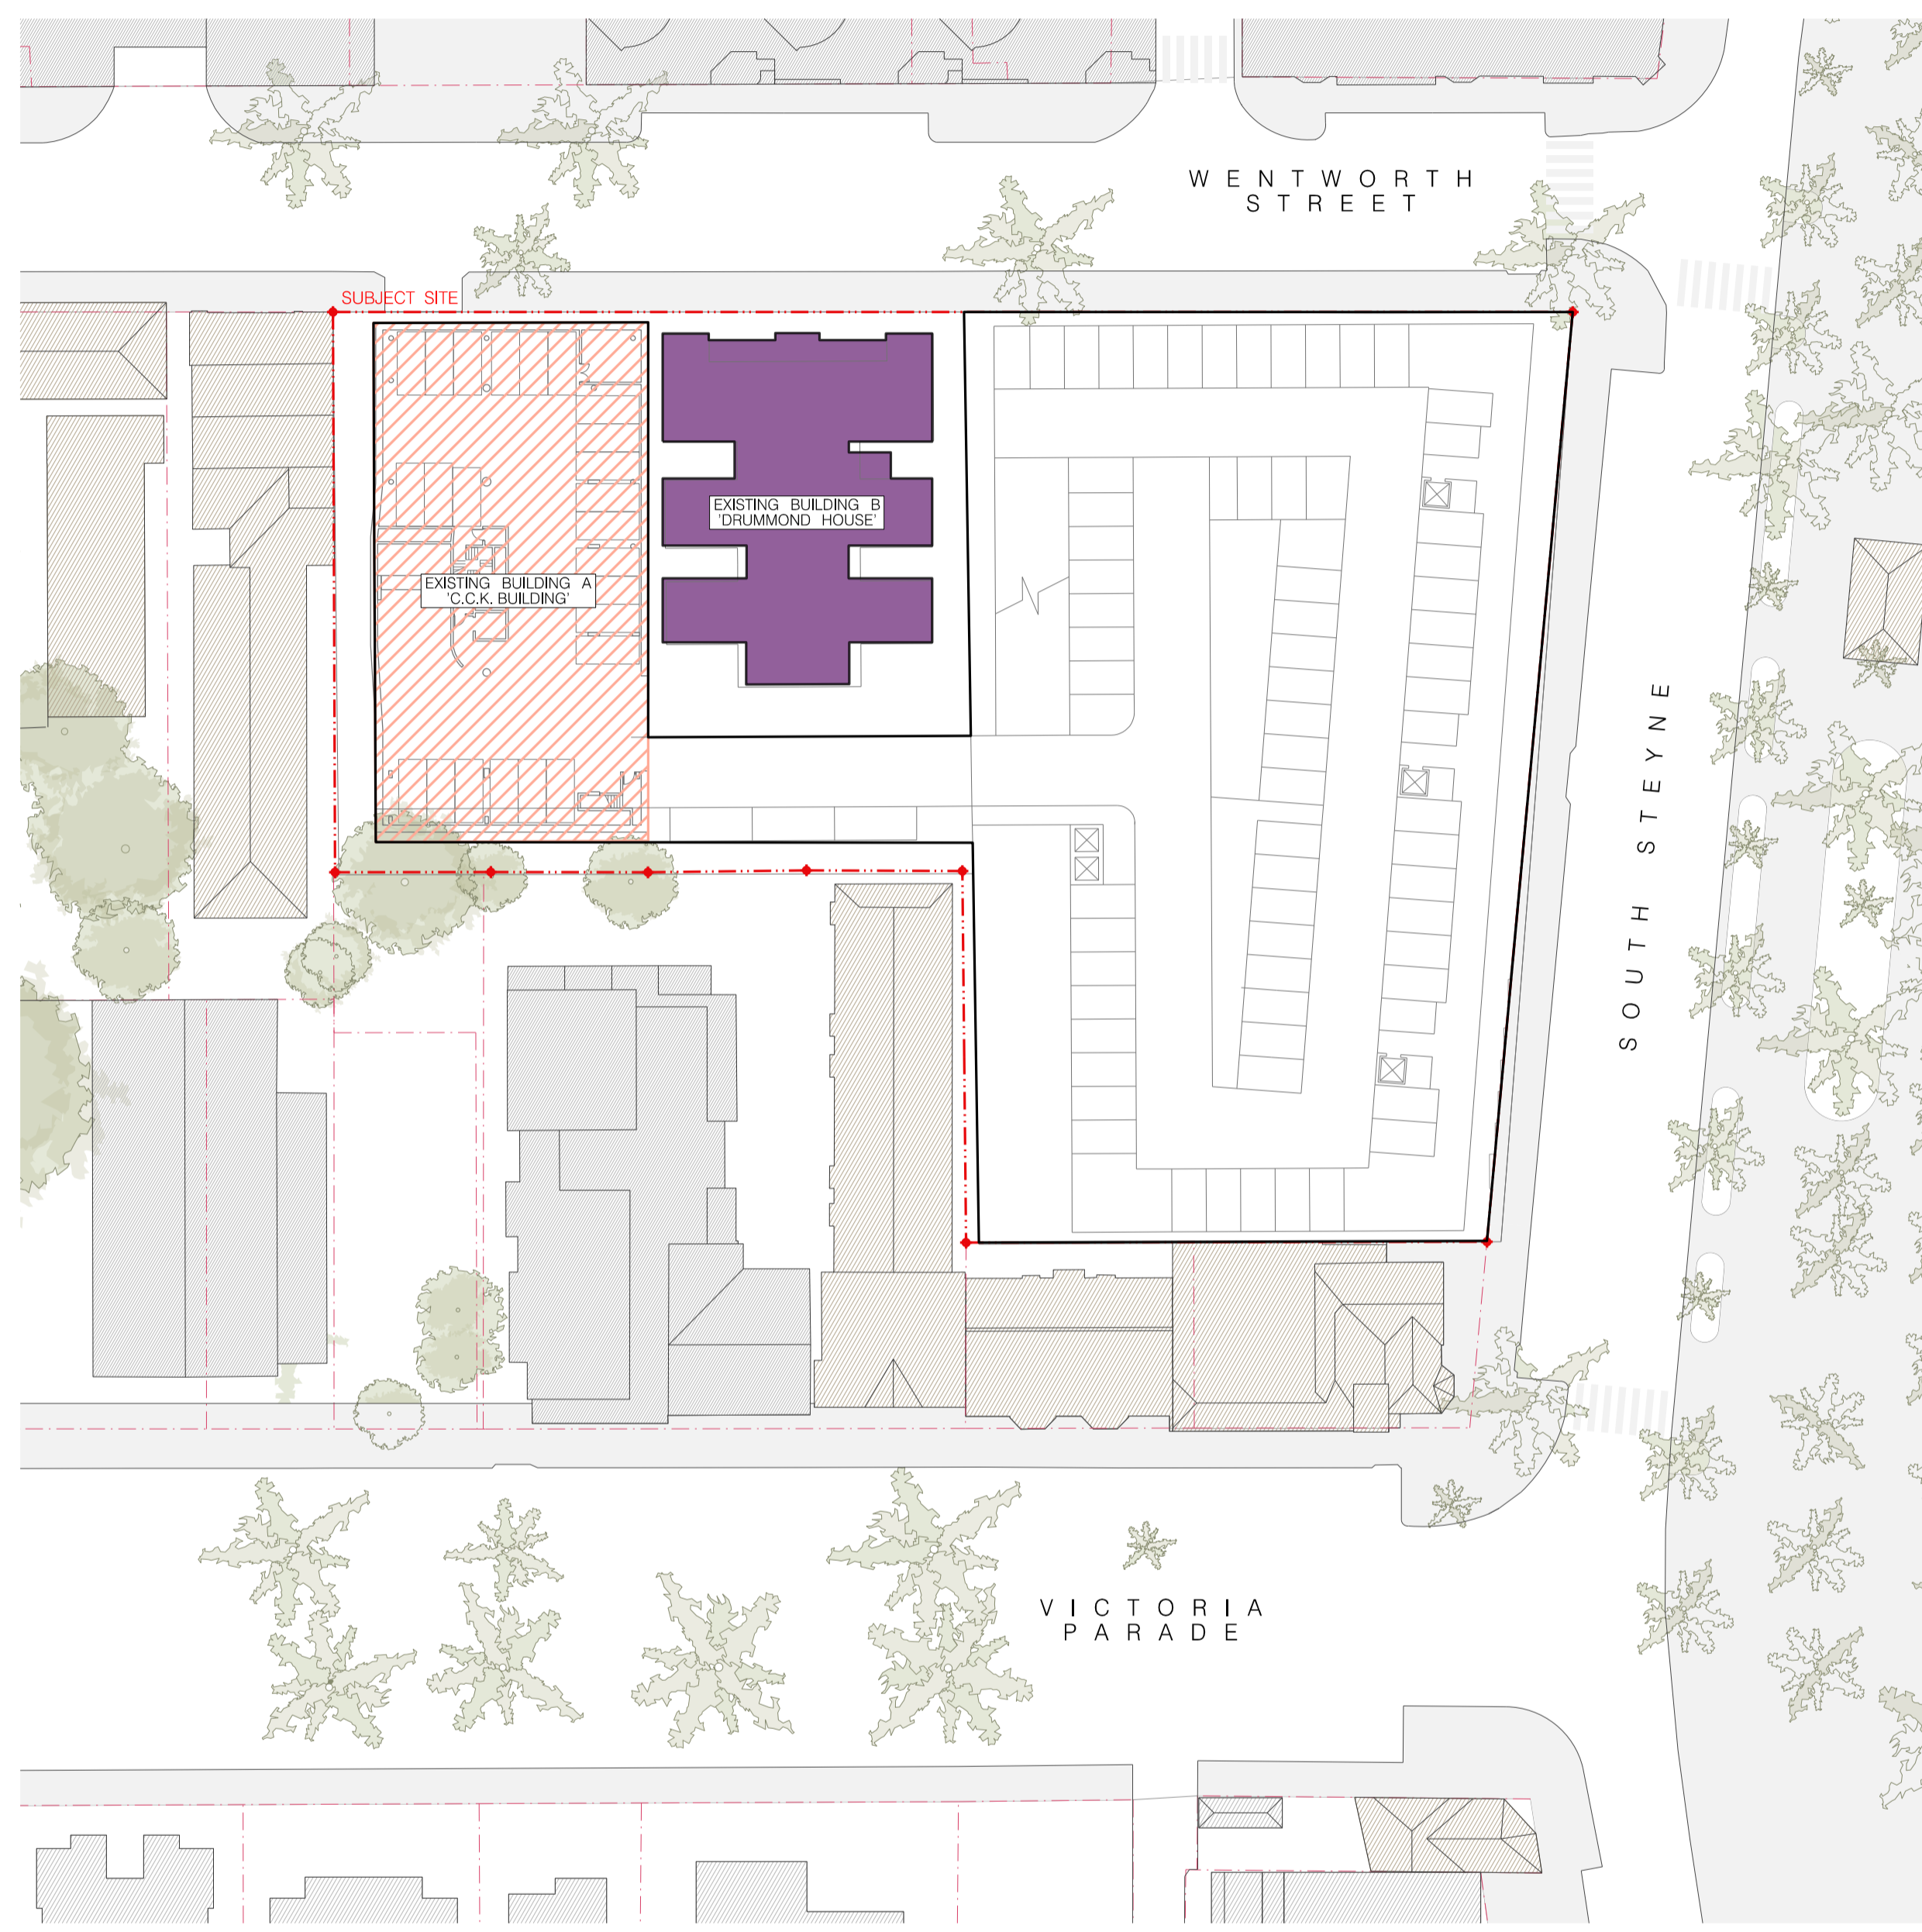 WENTWORTH
STREET
SUBJECT SITE
EXISTING BUILDING B
'DRUMMOND HOUSE'
EXISTING BUILDING A
'C.C.K. BUILDING'
SOUTH STEYNE
VICTORIA
PARADE